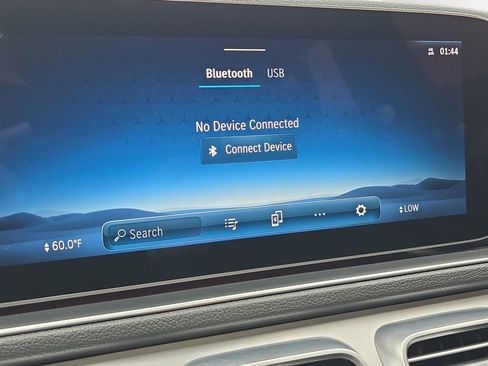 01:44
Bluetooth USB
No Device Connected
Connect Device
60.0°F
Search
...
LOW